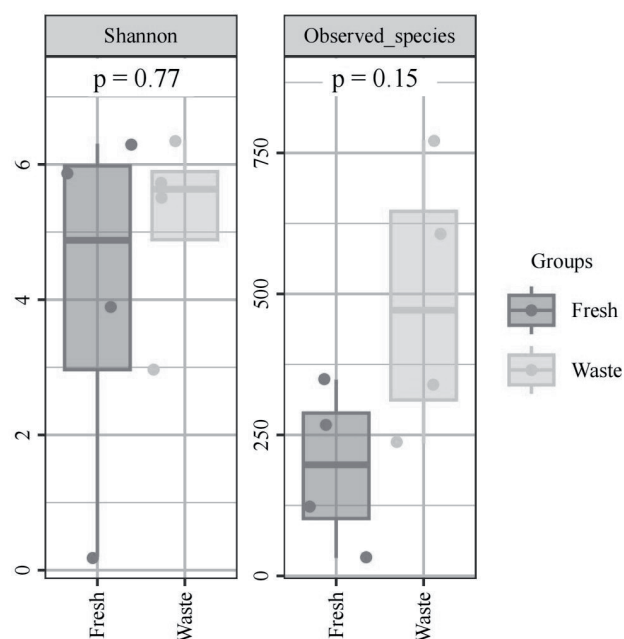 Shannon
Observed_species
p = 0.77
p = 0.15
6
4
2
0
750
500
250
0
Groups
Fresh
Waste
Fresh
Waste
Fresh
Waste